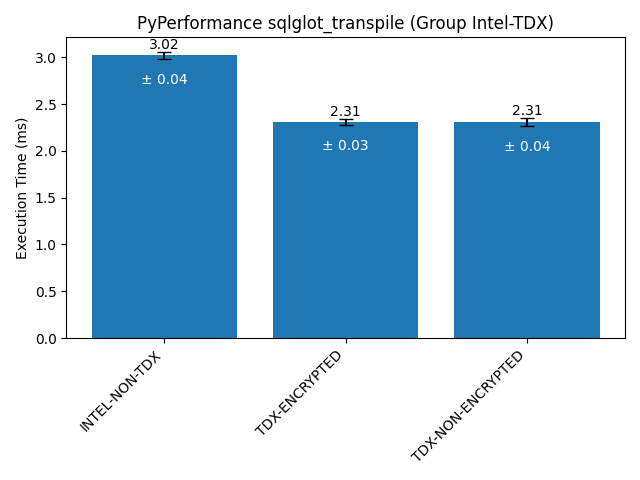 PyPerformance sqlglot_transpile (Group Intel-TDX)
Execution Time (ms)
3.0
2.5
2.0
1.5
1.0
0.5
0.0
3.02
± 0.04
2.31
± 0.03
2.31
± 0.04
INTEL-NON-TDX
TDX-ENCRYPTED
TDX-NON-ENCRYPTED